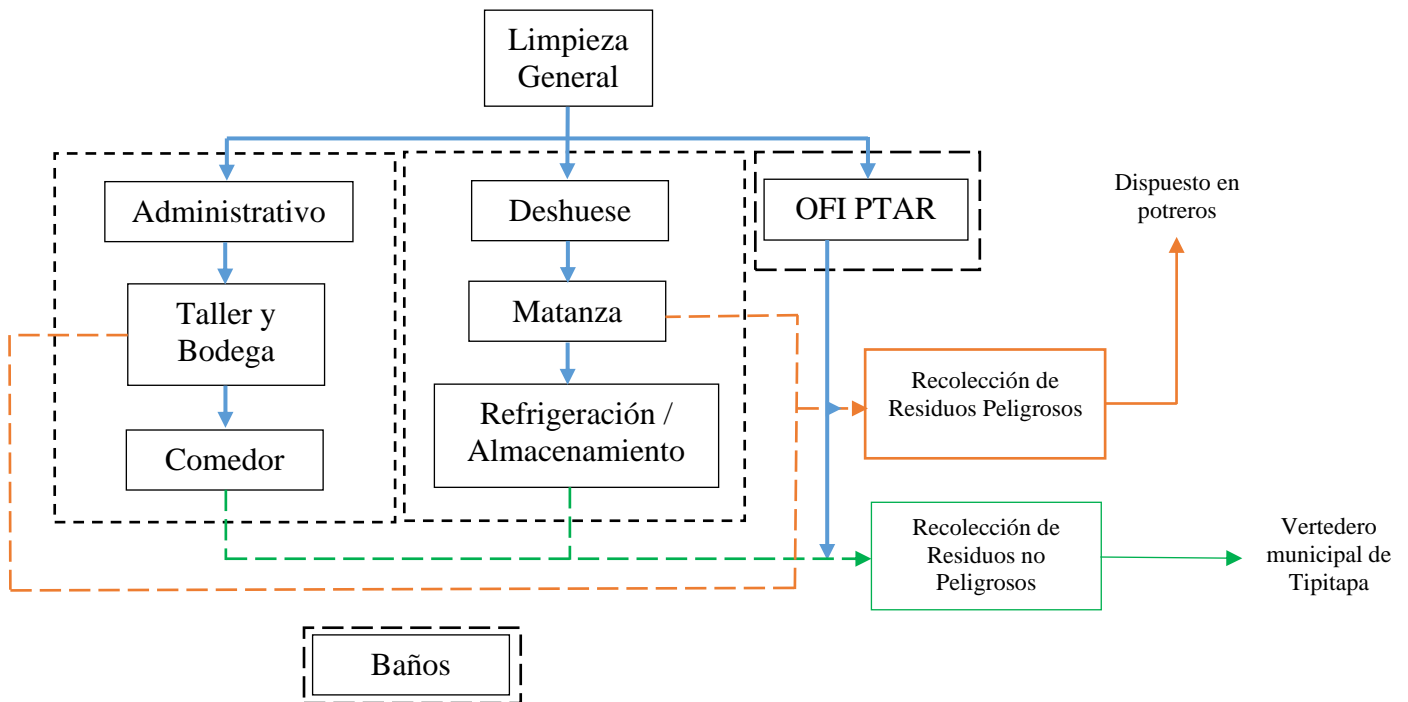 Limpieza
General
Administrativo
Taller y
Bodega
Comedor
Deshuese
Matanza
Refrigeración /
Almacenamiento
OFI PTAR
Dispuesto en
potreros
Recolección de
Residuos Peligrosos
Recolección de
Residuos no
Peligrosos
Vertedero
municipal de
Tipitapa
Baños